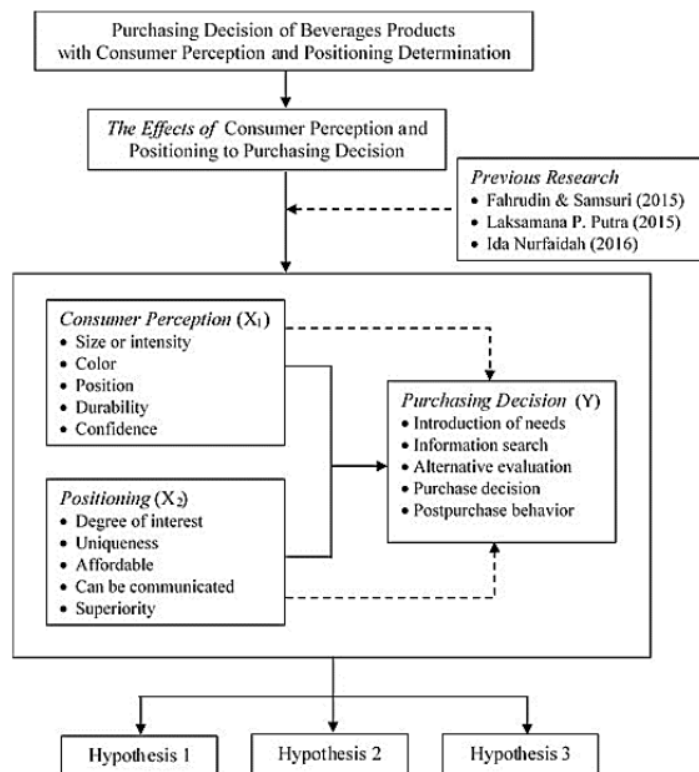 Purchasing Decision of Beverages Products
with Consumer Perception and Positioning Determination
The Effects of Consumer Perception and
Positioning to Purchasing Decision
Previous Research
• Fahrudin & Samsuri (2015)
• Laksamana P. Putra (2015)
• Ida Nurfaidah (2016)
Consumer Perception (X₁)
• Size or intensity
• Color
• Position
• Durability
• Confidence
Purchasing Decision (Y)
• Introduction of needs
• Information search
• Alternative evaluation
• Purchase decision
• Postpurchase behavior
Positioning (X₂)
• Degree of interest
• Uniqueness
• Affordable
• Can be communicated
• Superiority
Hypothesis 1
Hypothesis 2
Hypothesis 3